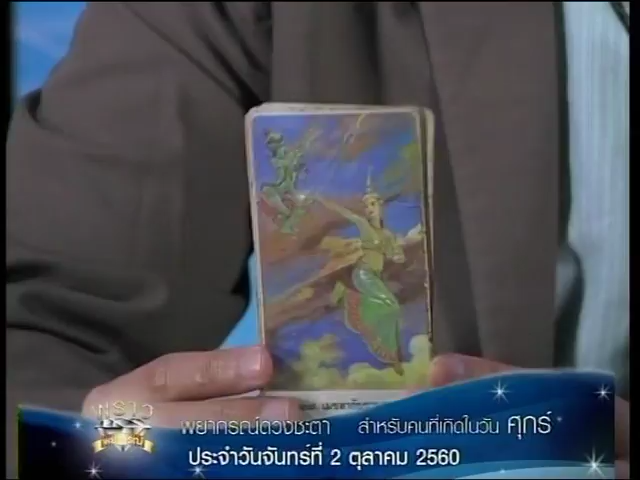 พยากรณ์ดวงชะตา สำหรับคนที่เกิดในวัน ศุกร์
ประจำวันจันทร์ที่ 2 ตุลาคม 2560